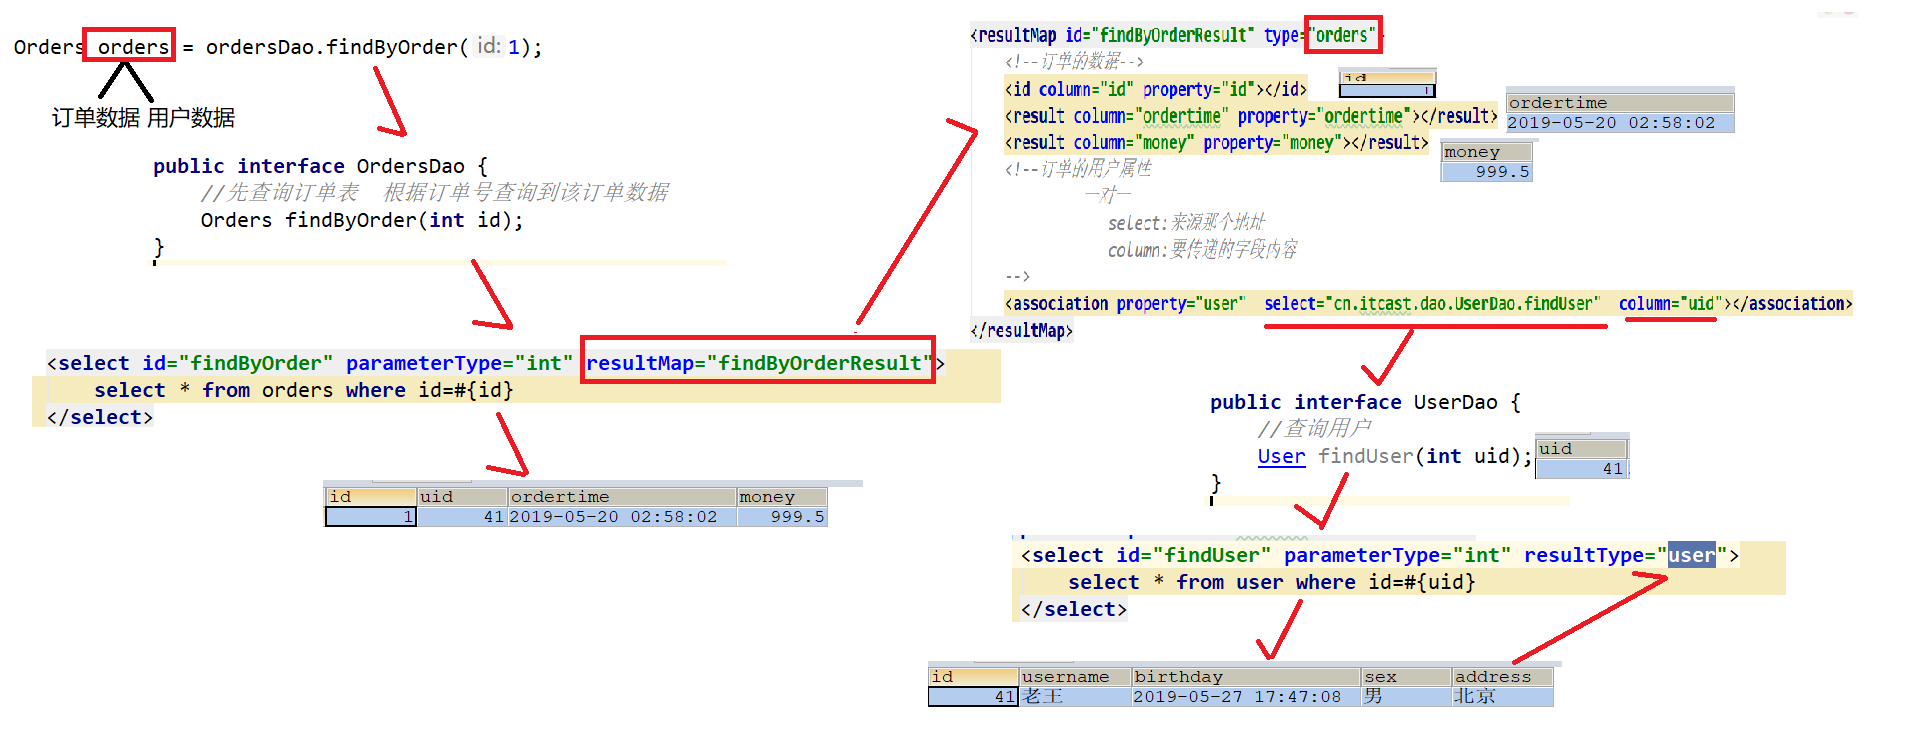 Orders orders = ordersDao.findByOrder( id: 1);
订单数据 用户数据
public interface OrdersDao {
//先查询订单表 根据订单号查询到该订单数据
Orders findByOrder(int id);
}
<select id="findByOrder" parameterType="int" resultMap="findByOrderResult">
select * from orders where id=#{id}
</select>
id uid ordertime money
1 41 2019-05-20 02:58:02 999.5
<resultMap id="findByOrderResult" type="orders">
<!--订单的数据-->
<id column="id" property="id"></id>
id
1
<result column="ordertime" property="ordertime"></result>
ordertime
2019-05-20 02:58:02
<result column="money" property="money"></result>
money
999.5
<!--订单的用户属性
一对一
select:来源那个地址
column:要传递的字段内容
-->
<association property="user" select="cn.itcast.dao.UserDao.findUser" column="uid"></association>
</resultMap>
public interface UserDao {
//查询用户
User findUser(int uid);
}
uid
41
<select id="findUser" parameterType="int" resultType="user">
select * from user where id=#{uid}
</select>
id username birthday sex address
41 老王 2019-05-27 17:47:08 男 北京